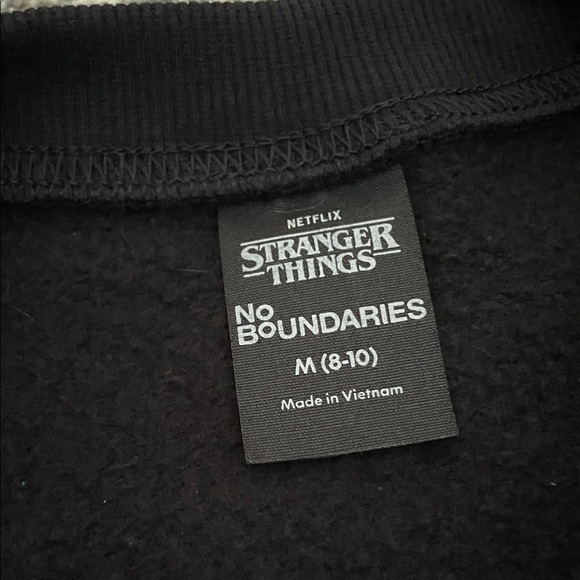 NETFLIX
STRANGER
THINGS
NO
BOUNDARIES
M (8-10)
Made in Vietnam